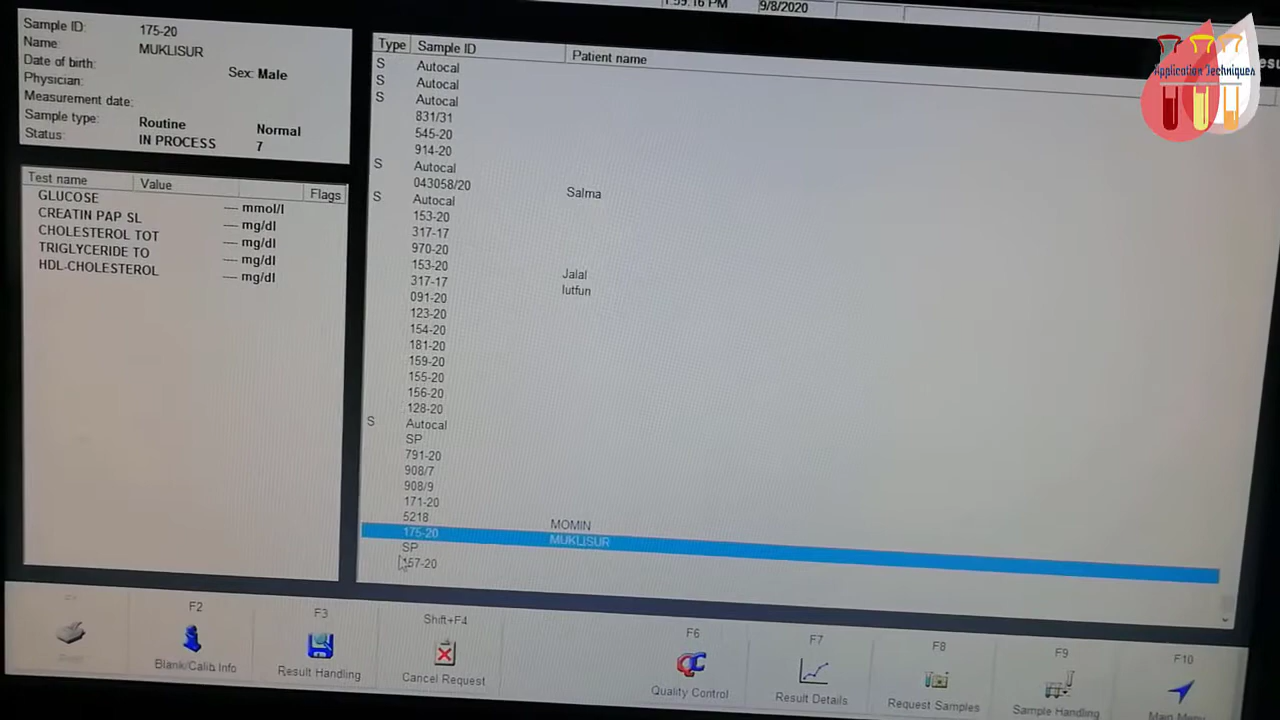 1:59:16 PM 9/8/2020
Sample ID: 175-20
Name: MUKLISUR
Date of birth: Sex: Male
Physician:
Measurement date:
Sample type: Routine Normal
Status: IN PROCESS 7
Test name Value Flags
GLUCOSE --- mmol/l
CREATIN PAP SL --- mg/dl
CHOLESTEROL TOT --- mg/dl
TRIGLYCERIDE TO --- mg/dl
HDL-CHOLESTEROL --- mg/dl
Type Sample ID Patient name
S Autocal
S Autocal
S Autocal
831/31
545-20
914-20
S Autocal
043058/20 Salma
S Autocal
153-20
317-17
970-20
153-20 Jalal
317-17 lutfun
091-20
123-20
154-20
181-20
159-20
155-20
156-20
128-20
S Autocal
SP
791-20
908/7
908/9
171-20
5218 MOMIN
175-20 MUKLISUR
SP
157-20
Application Techniques
F2
Blank/Calib.Info
F3
Result Handling
Shift+F4
Cancel Request
F6
QC
Quality Control
F7
Result Details
F8
Request Samples
F9
Sample Handling
F10
Main Menu